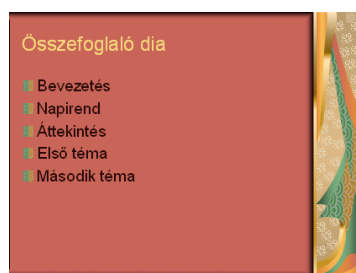 Összefoglaló dia
Bevezetés
Napirend
Áttekintés
Első téma
Második téma